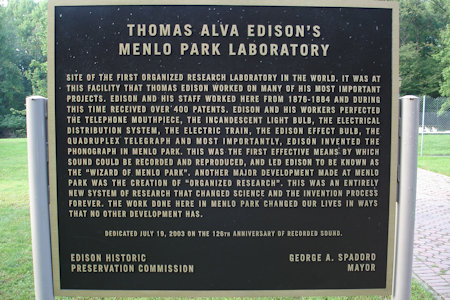 THOMAS ALVA EDISON'S
MENLO PARK LABORATORY
SITE OF THE FIRST ORGANIZED RESEARCH LABORATORY IN THE WORLD. IT WAS AT
THIS FACILITY THAT THOMAS EDISON WORKED ON MANY OF HIS MOST IMPORTANT
PROJECTS. EDISON AND HIS STAFF WORKED HERE FROM 1876-1884 AND DURING
THIS TIME RECEIVED OVER 400 PATENTS. EDISON AND HIS WORKERS PERFECTED
THE TELEPHONE MOUTHPIECE, THE INCANDESCENT LIGHT BULB, THE ELECTRICAL
DISTRIBUTION SYSTEM, THE ELECTRIC TRAIN, THE EDISON EFFECT BULB, THE
QUADRUPLEX TELEGRAPH AND MOST IMPORTANTLY, EDISON INVENTED THE
PHONOGRAPH IN MENLO PARK. THIS WAS THE FIRST EFFECTIVE MEANS BY WHICH
SOUND COULD BE RECORDED AND REPRODUCED, AND LED EDISON TO BE KNOWN AS
THE "WIZARD OF MENLO PARK". ANOTHER MAJOR DEVELOPMENT MADE AT MENLO
PARK WAS THE CREATION OF "ORGANIZED RESEARCH". THIS WAS AN ENTIRELY
NEW SYSTEM OF RESEARCH THAT CHANGED SCIENCE AND THE INVENTION PROCESS
FOREVER. THE WORK DONE HERE IN MENLO PARK CHANGED OUR LIVES IN WAYS
THAT NO OTHER DEVELOPMENT HAS.
DEDICATED JULY 19, 2003 ON THE 126TH ANNIVERSARY OF RECORDED SOUND.
EDISON HISTORIC
PRESERVATION COMMISSION
GEORGE A. SPADORO
MAYOR